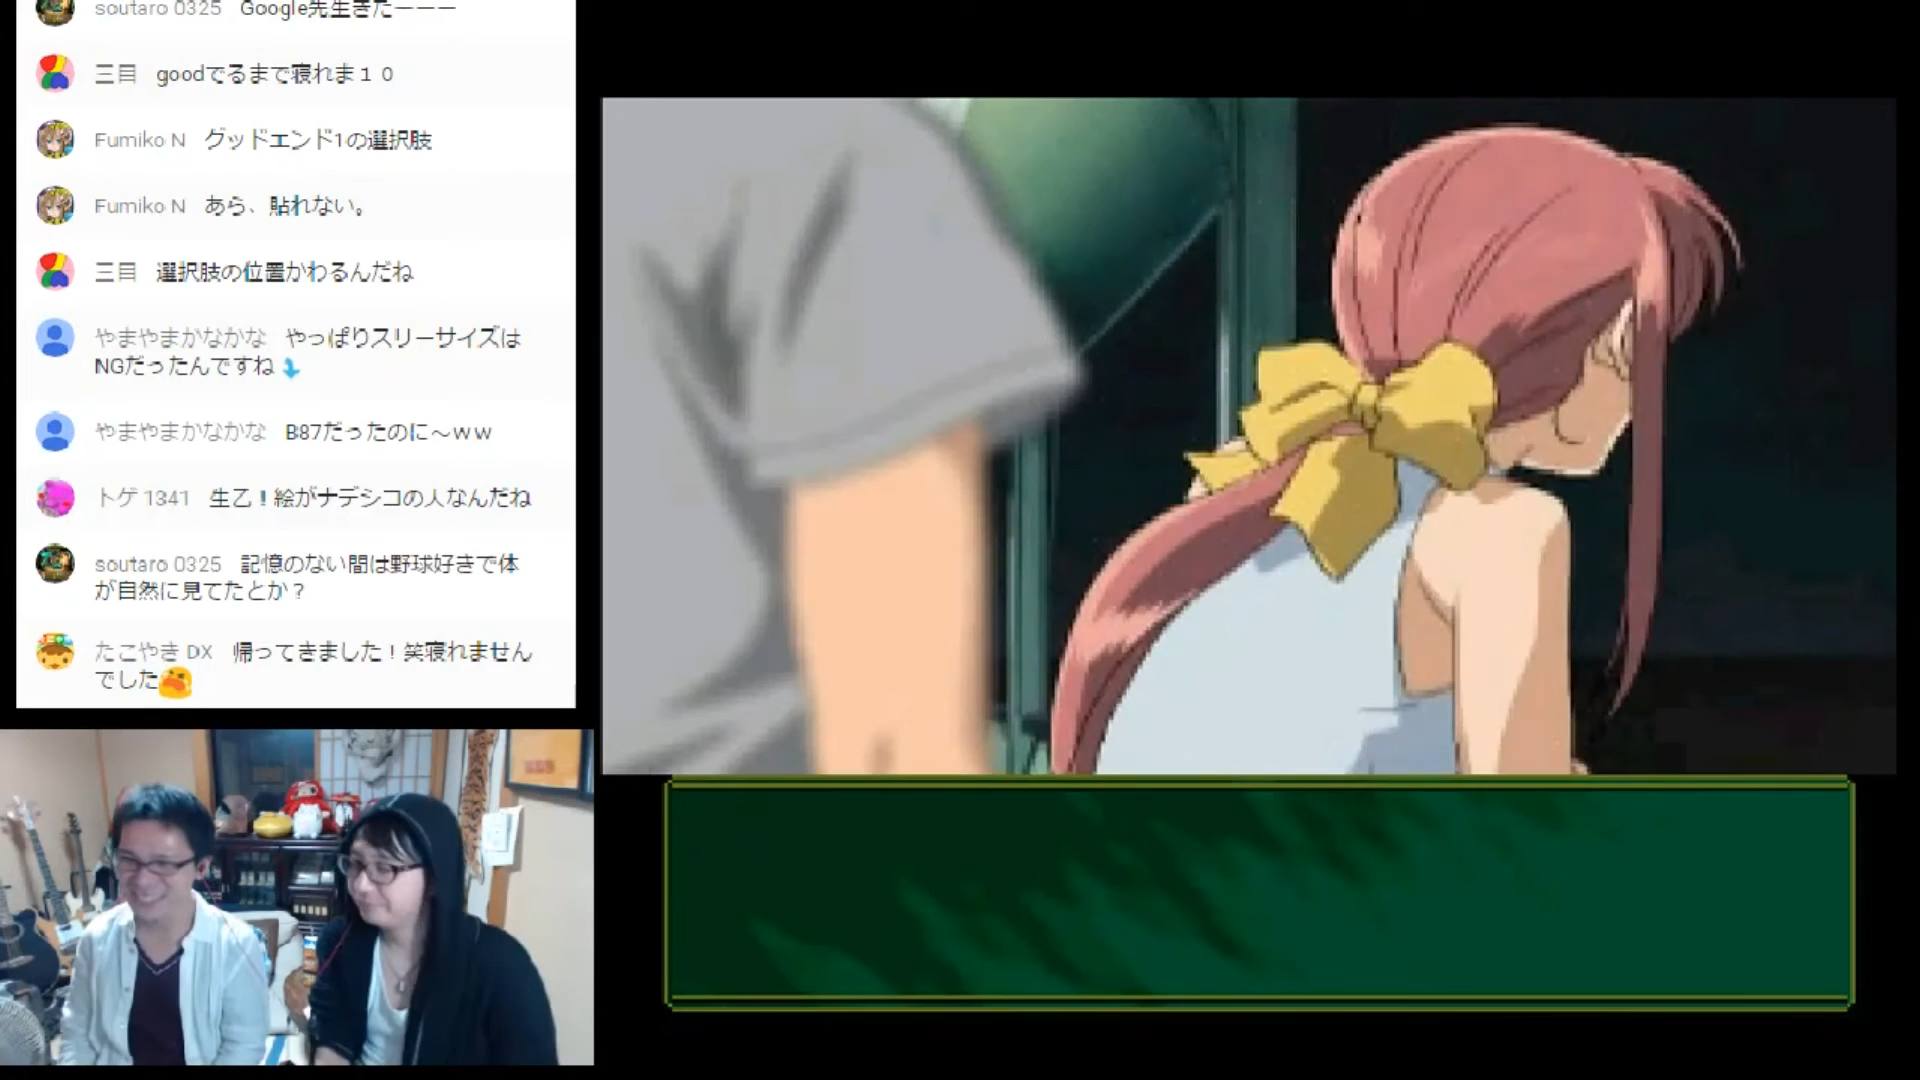 soutaro 0325 Google先生きたーーー
三目 goodでるまで寝れま１０
Fumiko N グッドエンド1の選択肢
Fumiko N あら、貼れない。
三目 選択肢の位置かわるんだね
やまやまかなかな やっぱりスリーサイズは
NGだったんですね
やまやまかなかな B87だったのに～ww
トゲ 1341 生乙！絵がナデシコの人なんだね
soutaro 0325 記憶のない間は野球好きで体
が自然に見てたとか？
たこやき DX 帰ってきました！笑寝れません
でした